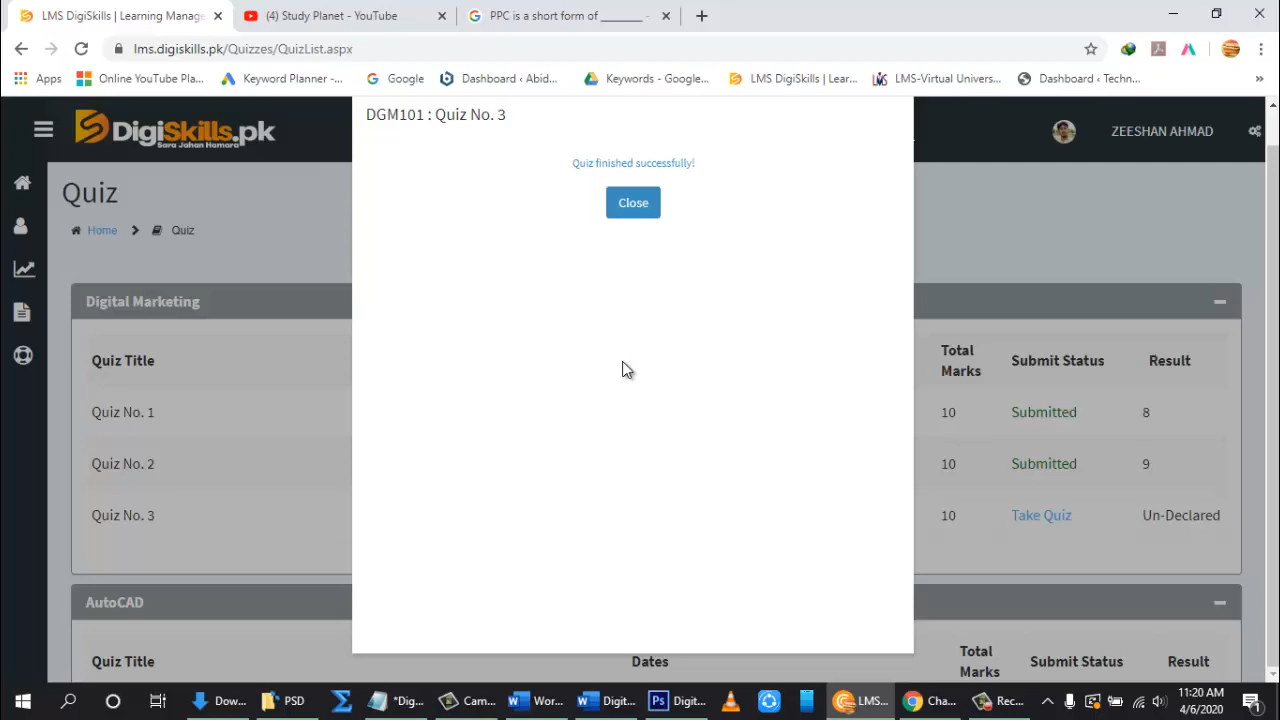 LMS DigiSkills | Learning Manage
(4) Study Planet - YouTube
PPC is a short form of _______ -
lms.digiskills.pk/Quizzes/QuizList.aspx
Apps
Online YouTube Pla...
Keyword Planner -...
Google
Dashboard ‹ Abid...
Keywords - Google...
LMS DigiSkills | Lear...
LMS-Virtual Univers...
Dashboard ‹ Techn...
»
DGM101 : Quiz No. 3
DigiSkills.pk
Sara Jahan Hamara
ZEESHAN AHMAD
Quiz finished successfully!
Close
Quiz
Home
Quiz
Digital Marketing
Quiz Title
Total Marks
Submit Status
Result
Quiz No. 1
10
Submitted
8
Quiz No. 2
10
Submitted
9
Quiz No. 3
10
Take Quiz
Un-Declared
AutoCAD
Quiz Title
Dates
Total Marks
Submit Status
Result
Dow...
PSD
*Dig...
Cam...
Wor...
Digit...
Digit...
LMS...
Cha...
Rec...
11:20 AM
4/6/2020